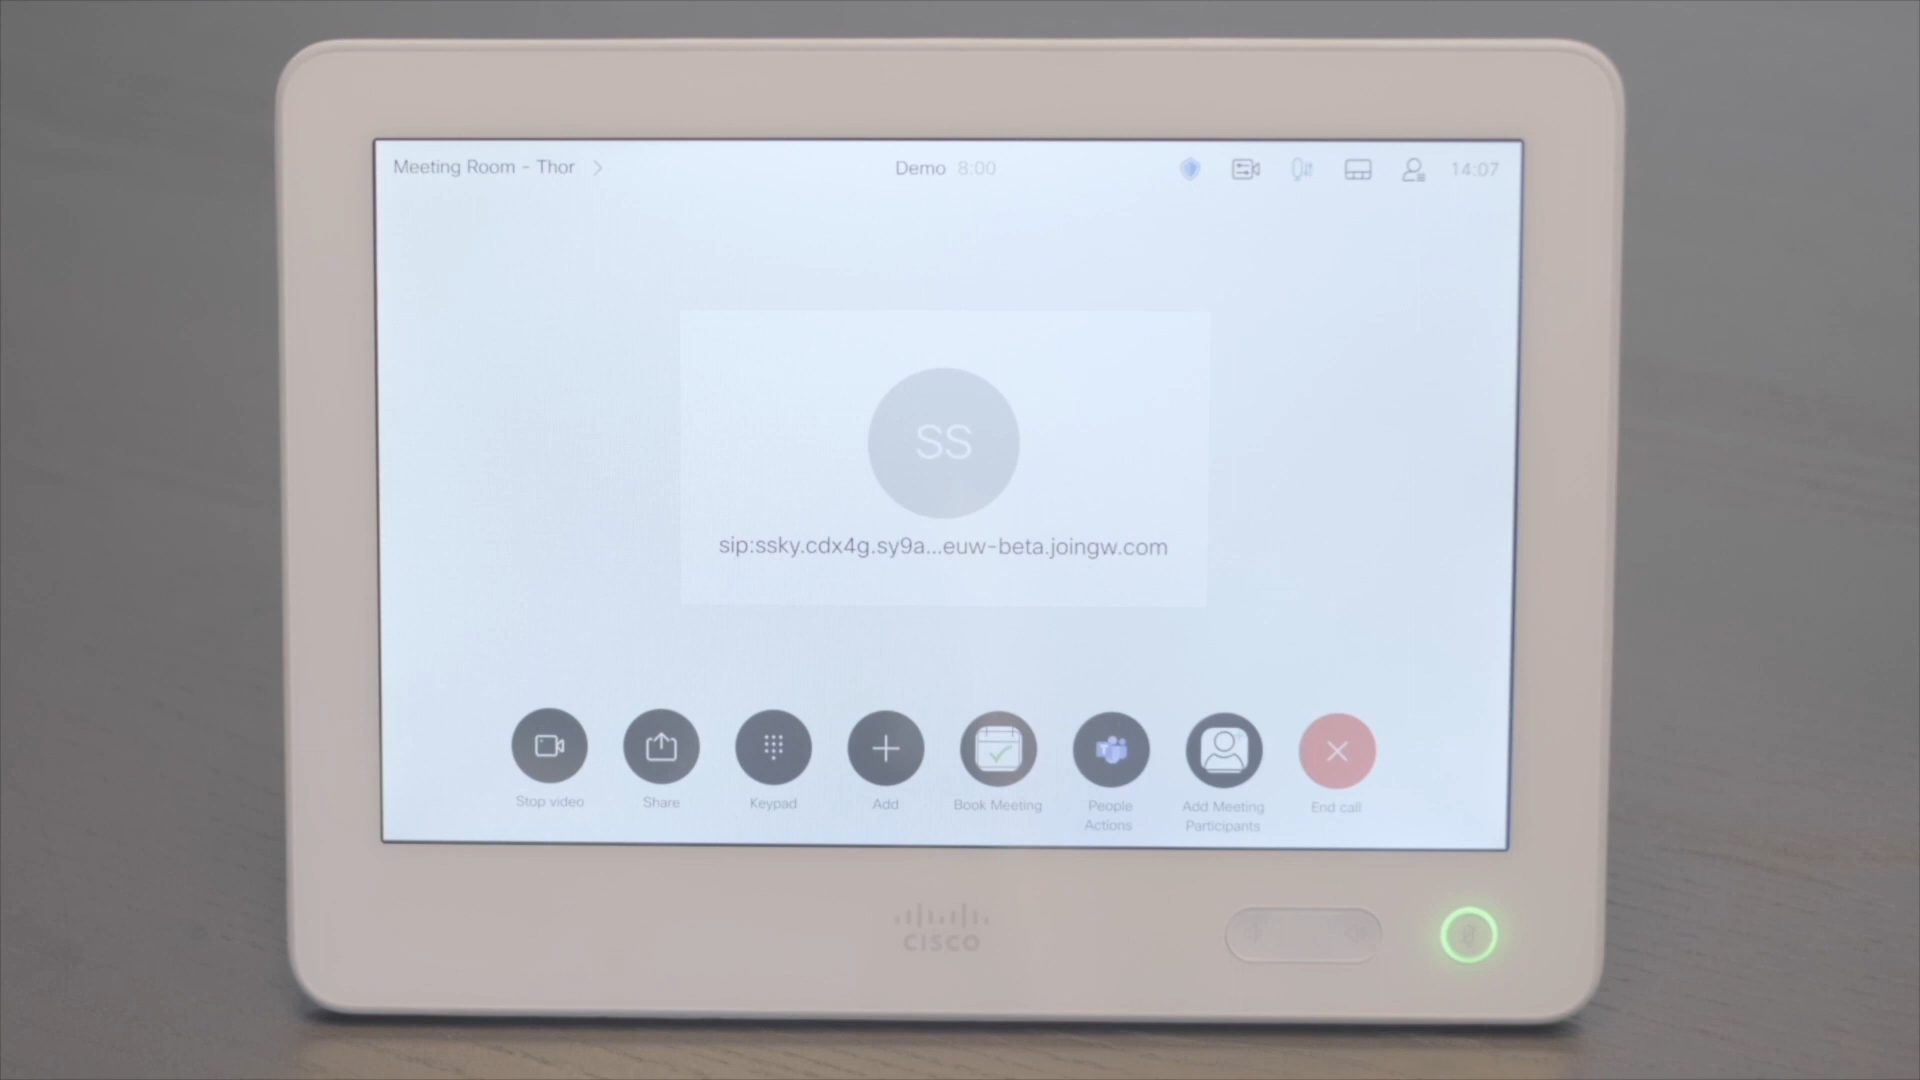 Meeting Room - Thor
Demo 8:00
14:07
SS
sip:ssky.cdx4g.sy9a...euw-beta.joingw.com
Stop video
Share
Keypad
Add
Book Meeting
People
Actions
Add Meeting
Participants
End call
CISCO